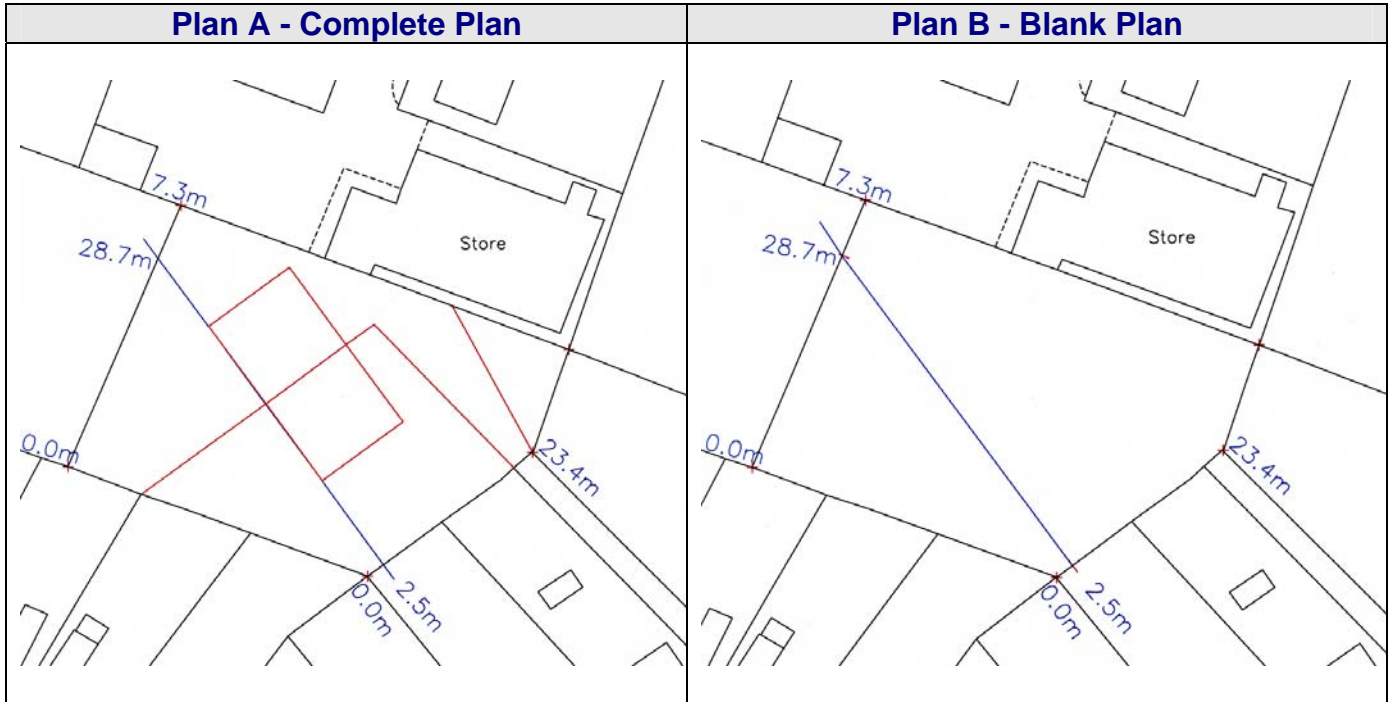 Plan A - Complete Plan
7.3m
28.7m
Store
0.0m
23.4m
2.5m
0.0m
Plan B - Blank Plan
7.3m
28.7m
Store
0.0m
23.4m
2.5m
0.0m